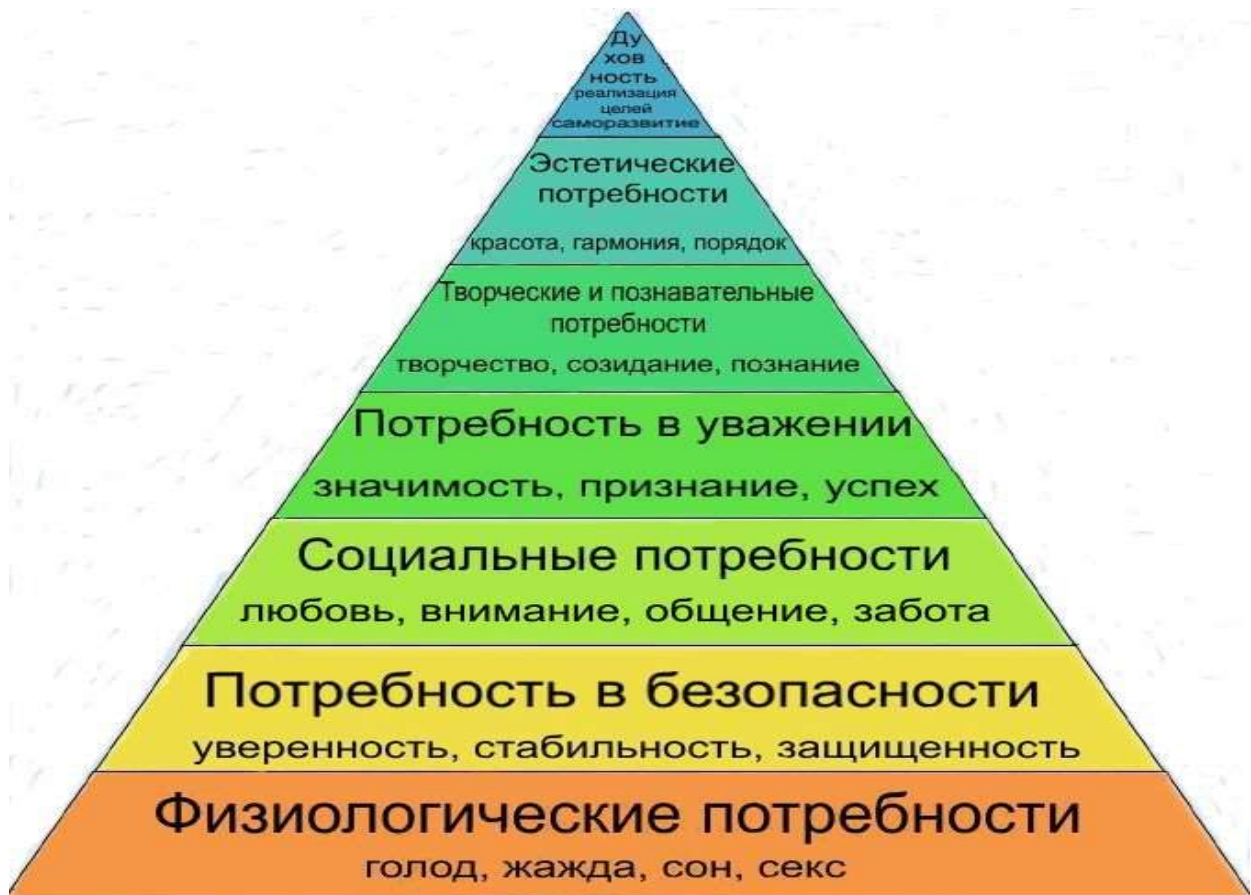 Ду
хов
ность
реализация
целей
саморазвитие
Эстетические
потребности
красота, гармония, порядок
Творческие и познавательные
потребности
творчество, созидание, познание
Потребность в уважении
значимость, признание, успех
Социальные потребности
любовь, внимание, общение, забота
Потребность в безопасности
уверенность, стабильность, защищенность
Физиологические потребности
голод, жажда, сон, секс